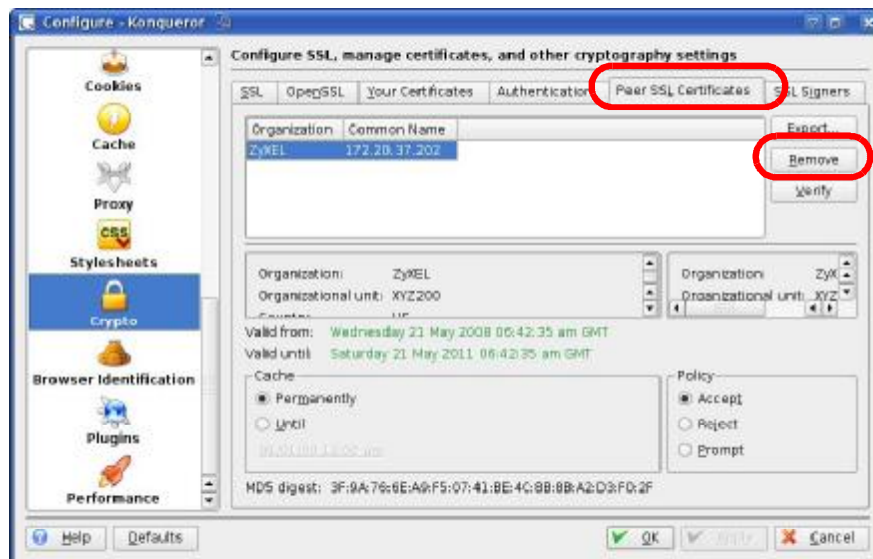 Configure - Konqueror
Configure SSL, manage certificates, and other cryptography settings
Cookies
Cache
Proxy
CSS
Stylesheets
Crypto
Browser Identification
Plugins
Performance
SSL OpenSSL Your Certificates Authentication Peer SSL Certificates SSL Signers
Organization Common Name
ZyXEL 172.20.37.202
Export...
Remove
Verify
Organization: ZyXEL
Organizational unit: XYZ200
Organization ZyX
Organizational unit: XYZ
Valid from: Wednesday 21 May 2008 06:42:35 am GMT
Valid until: Saturday 21 May 2011 06:42:35 am GMT
Cache
Permanently
Until
Policy
Accept
Reject
Prompt
MD5 digest: 3F:9A:76:6E:A9:F5:07:41:BE:4C:8B:8B:A2:D3:F0:2F
Help Defaults OK Apply Cancel